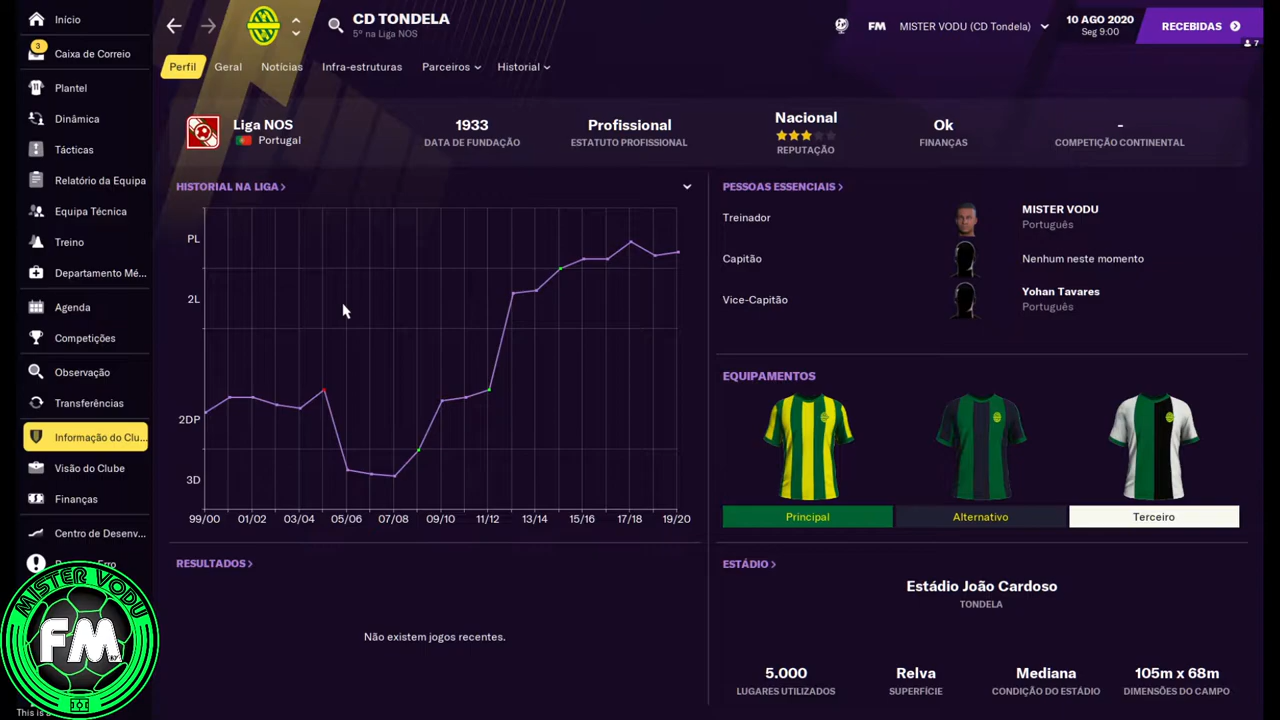 Início
3
Caixa de Correio
Plantel
Dinâmica
Tácticas
Relatório da Equipa
Equipa Técnica
Treino
Departamento Mé...
Agenda
Competições
Observação
Transferências
Informação do Clu...
Visão do Clube
Finanças
Centro de Desenv...
MISTER VODU
FM
This is a
CD TONDELA
5º na Liga NOS
FM
MISTER VODU (CD Tondela)
10 AGO 2020
Seg 9:00
RECEBIDAS
7
Perfil
Geral
Notícias
Infra-estruturas
Parceiros
Historial
Liga NOS
Portugal
1933
DATA DE FUNDAÇÃO
Profissional
ESTATUTO PROFISSIONAL
Nacional
REPUTAÇÃO
Ok
FINANÇAS
-
COMPETIÇÃO CONTINENTAL
HISTORIAL NA LIGA
PL
2L
2DP
3D
99/00 01/02 03/04 05/06 07/08 09/10 11/12 13/14 15/16 17/18 19/20
RESULTADOS
Não existem jogos recentes.
PESSOAS ESSENCIAIS
Treinador
MISTER VODU
Português
Capitão
Nenhum neste momento
Vice-Capitão
Yohan Tavares
Português
EQUIPAMENTOS
Principal
Alternativo
Terceiro
ESTÁDIO
Estádio João Cardoso
TONDELA
5.000
LUGARES UTILIZADOS
Relva
SUPERFÍCIE
Mediana
CONDIÇÃO DO ESTÁDIO
105m x 68m
DIMENSÕES DO CAMPO